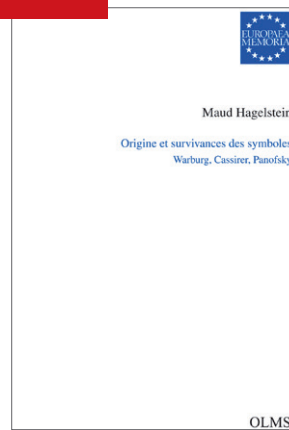 EUROPAEA
MEMORIA
Maud Hagelstein
Origine et survivances des symboles
Warburg, Cassirer, Panofsky
OLMS